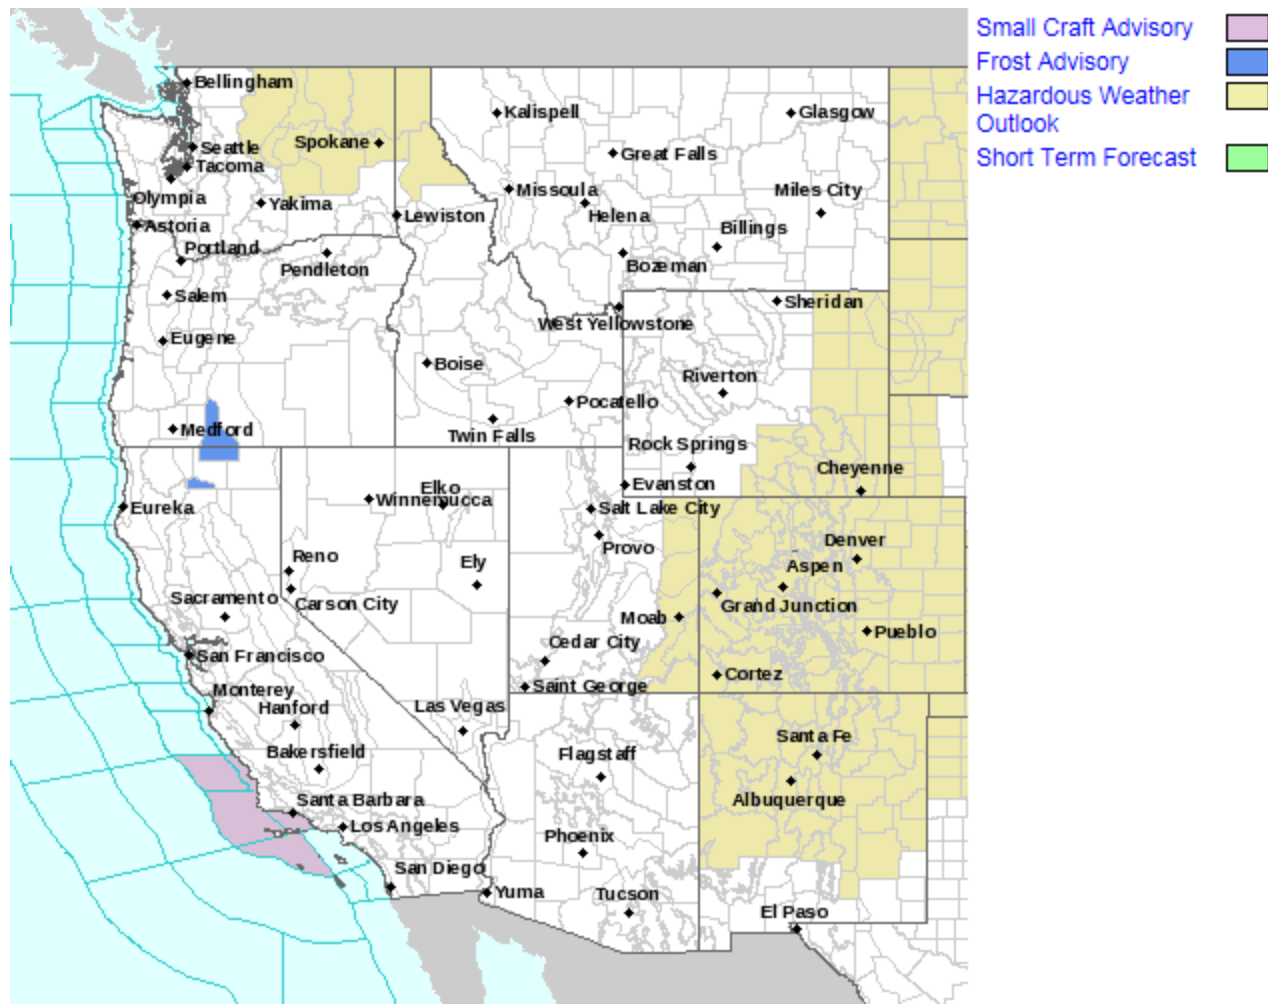 Small Craft Advisory
Frost Advisory
Hazardous Weather
Outlook
Short Term Forecast
Bellingham
Kalispell
Glasgow
Seattle
Spokane
Great Falls
Tacoma
Missoula
Miles City
Olympia
Yakima
Lewiston
Helena
Astoria
Billings
Portland
Pendleton
Bozeman
Salem
Sheridan
West Yellowstone
Eugene
Boise
Riverton
Pocatello
Medford
Twin Falls
Rock Springs
Cheyenne
Elko
Evanston
Winnemucca
Eureka
Salt Lake City
Denver
Provo
Reno
Ely
Aspen
Sacramento
Carson City
Grand Junction
Moab
Pueblo
Cedar City
San Francisco
Cortez
Saint George
Monterey
Hanford
Las Vegas
Santa Fe
Bakersfield
Flagstaff
Santa Barbara
Albuquerque
Los Angeles
Phoenix
San Diego
Yuma
Tucson
El Paso